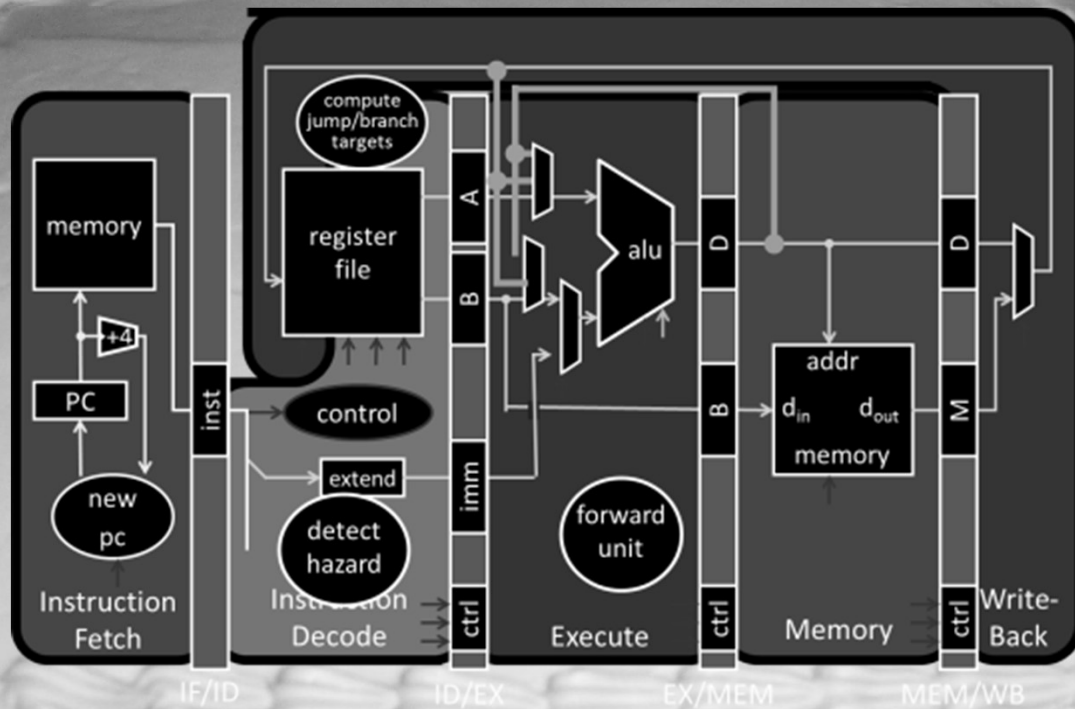 compute
jump/branch
targets
memory
register
file
A
B
alu
D
D
+4
PC
inst
control
addr
B
d_in d_out
M
memory
new
pc
extend
imm
detect
hazard
forward
unit
Instruction
Fetch
Instruction
Decode
ctrl
Execute
ctrl
Memory
ctrl
Write-
Back
IF/ID
ID/EX
EX/MEM
MEM/WB